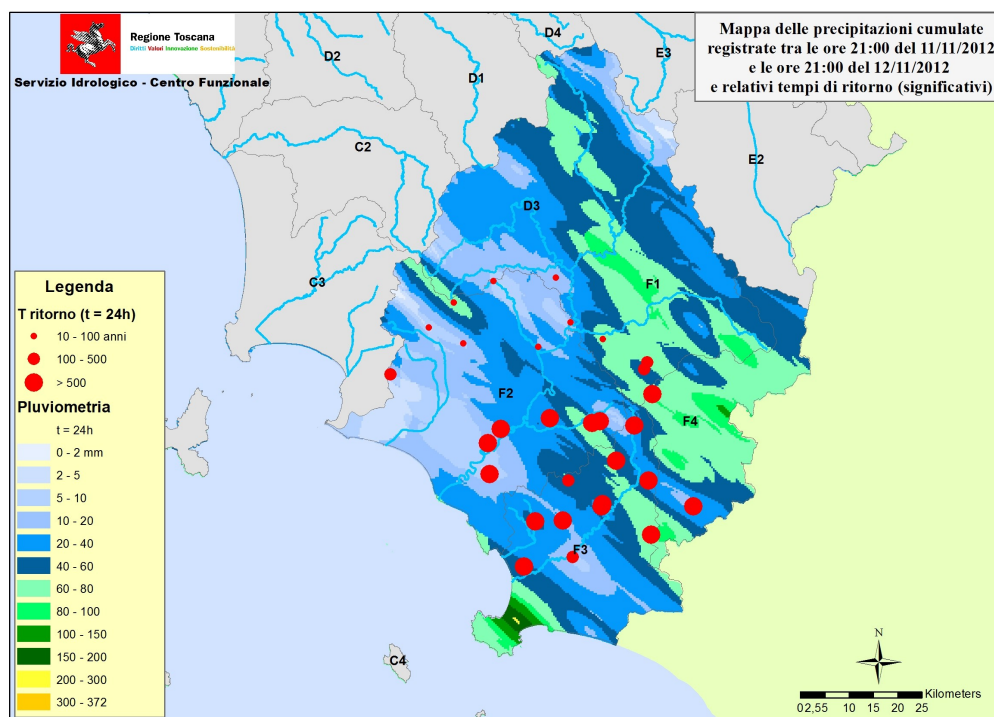 Regione Toscana
Diritti Valori Innovazione Sostenibilità
Servizio Idrologico - Centro Funzionale
Mappa delle precipitazioni cumulate
registrate tra le ore 21:00 del 11/11/2012
e le ore 21:00 del 12/11/2012
e relativi tempi di ritorno (significativi)
D4
E3
D2
D1
C2
E2
D3
C3
F1
F2
F4
F3
C4
Legenda
T ritorno (t = 24h)
10 - 100 anni
100 - 500
> 500
Pluviometria
t = 24h
0 - 2 mm
2 - 5
5 - 10
10 - 20
20 - 40
40 - 60
60 - 80
80 - 100
100 - 150
150 - 200
200 - 300
300 - 372
N
Kilometers
0 2,55 10 15 20 25